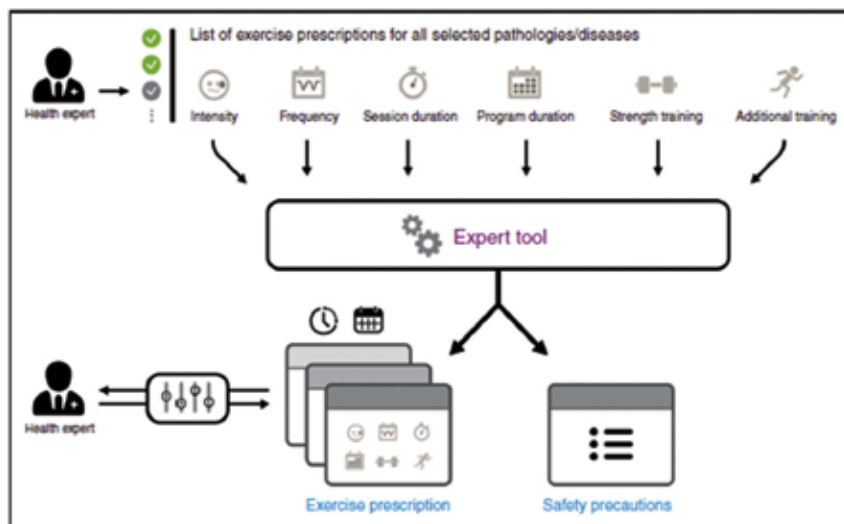 List of exercise prescriptions for all selected pathologies/diseases
Health expert
Intensity
Frequency
Session duration
Program duration
Strength training
Additional training
Expert tool
Health expert
Exercise prescription
Safety precautions